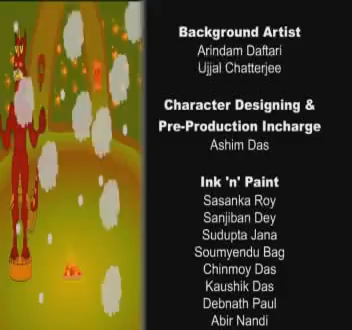 Background Artist
Arindam Daftari
Ujjal Chatterjee
Character Designing &
Pre-Production Incharge
Ashim Das
Ink 'n' Paint
Sasanka Roy
Sanjiban Dey
Sudupta Jana
Soumyendu Bag
Chinmoy Das
Kaushik Das
Debnath Paul
Abir Nandi